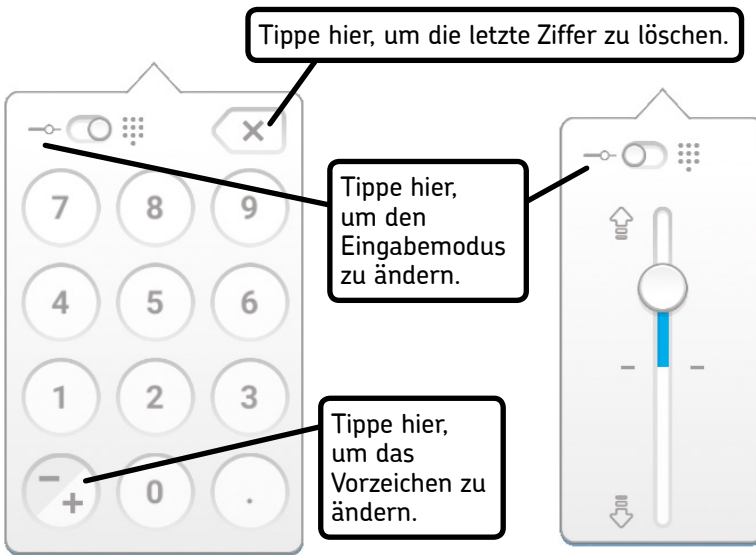 Tippe hier, um die letzte Ziffer zu löschen.
7 8 9
Tippe hier,
um den
Eingabemodus
zu ändern.
4 5 6
1 2 3
Tippe hier,
um das
Vorzeichen zu
ändern.
-+ 0 .